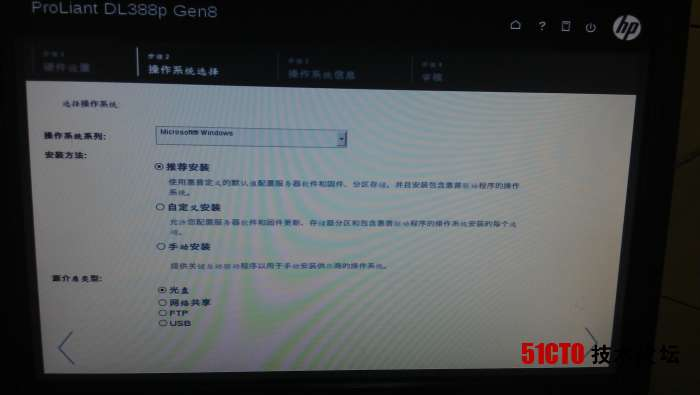 ProLiant DL388p Gen8
hp
步骤 1
硬件设置
步骤 2
操作系统选择
步骤 3
操作系统信息
步骤 4
审核
选择操作系统:
操作系统系列:
Microsoft® Windows
安装方法:
推荐安装
使用惠普定义的默认值配置服务器软件和固件、分区存储，并且安装包含惠普驱动程序的操作
系统。
自定义安装
允许您配置服务器软件和固件更新、存储器分区和包含惠普驱动程序的操作系统安装的每个选
项。
手动安装
提供关键启动驱动程序以用于手动安装供应商的操作系统。
源介质类型:
光盘
网络共享
FTP
USB
51CTO 技术论坛